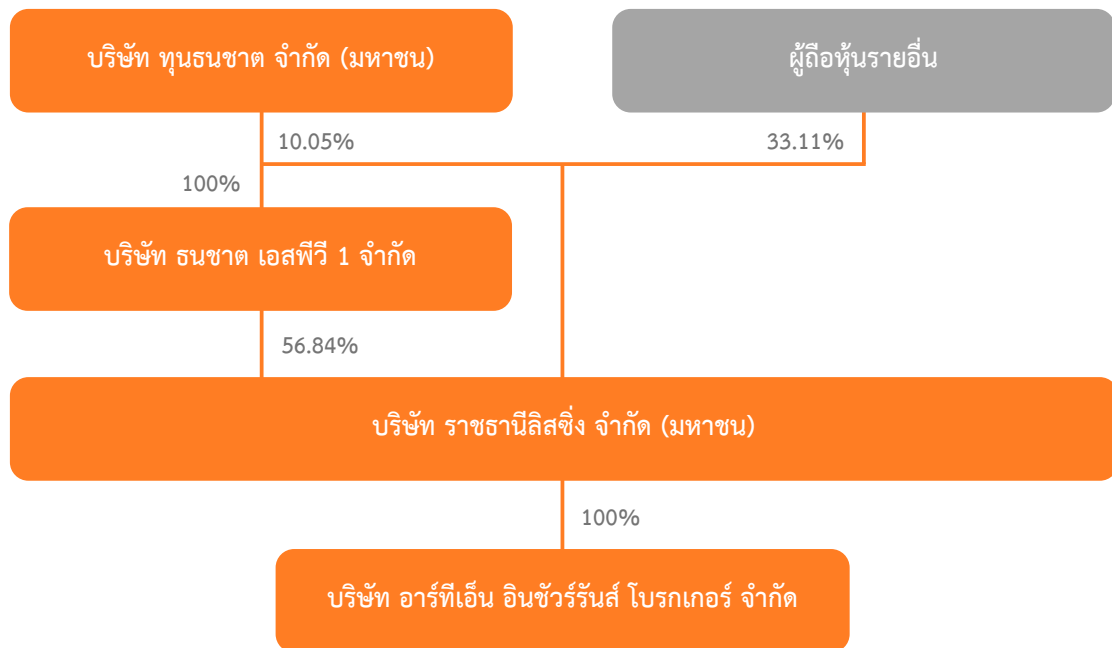 บริษัท ทุนธนชาต จำกัด (มหาชน)
ผู้ถือหุ้นรายอื่น
10.05%
33.11%
100%
บริษัท ธนชาต เอสพีวี 1 จำกัด
56.84%
บริษัท ราชธานีลิสซิ่ง จำกัด (มหาชน)
100%
บริษัท อาร์ทีเอ็น อินชัวร์รันส์ โบรกเกอร์ จำกัด